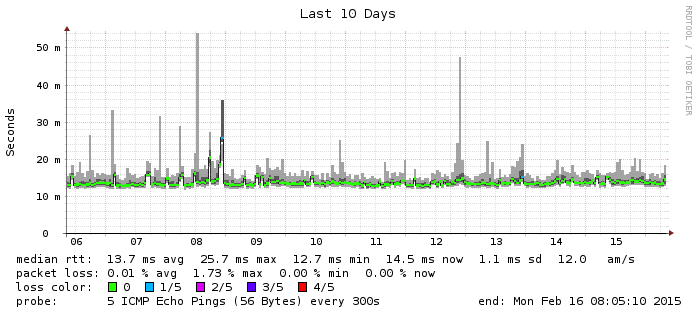 Last 10 Days
RRDTOOL / TOBI OETIKER
Seconds
50 m
40 m
30 m
20 m
10 m
0
06 07 08 09 10 11 12 13 14 15
median rtt: 13.7 ms avg 25.7 ms max 12.7 ms min 14.5 ms now 1.1 ms sd 12.0 am/s
packet loss: 0.01 % avg 1.73 % max 0.00 % min 0.00 % now
loss color: 0 1/5 2/5 3/5 4/5
probe: 5 ICMP Echo Pings (56 Bytes) every 300s end: Mon Feb 16 08:05:10 2015